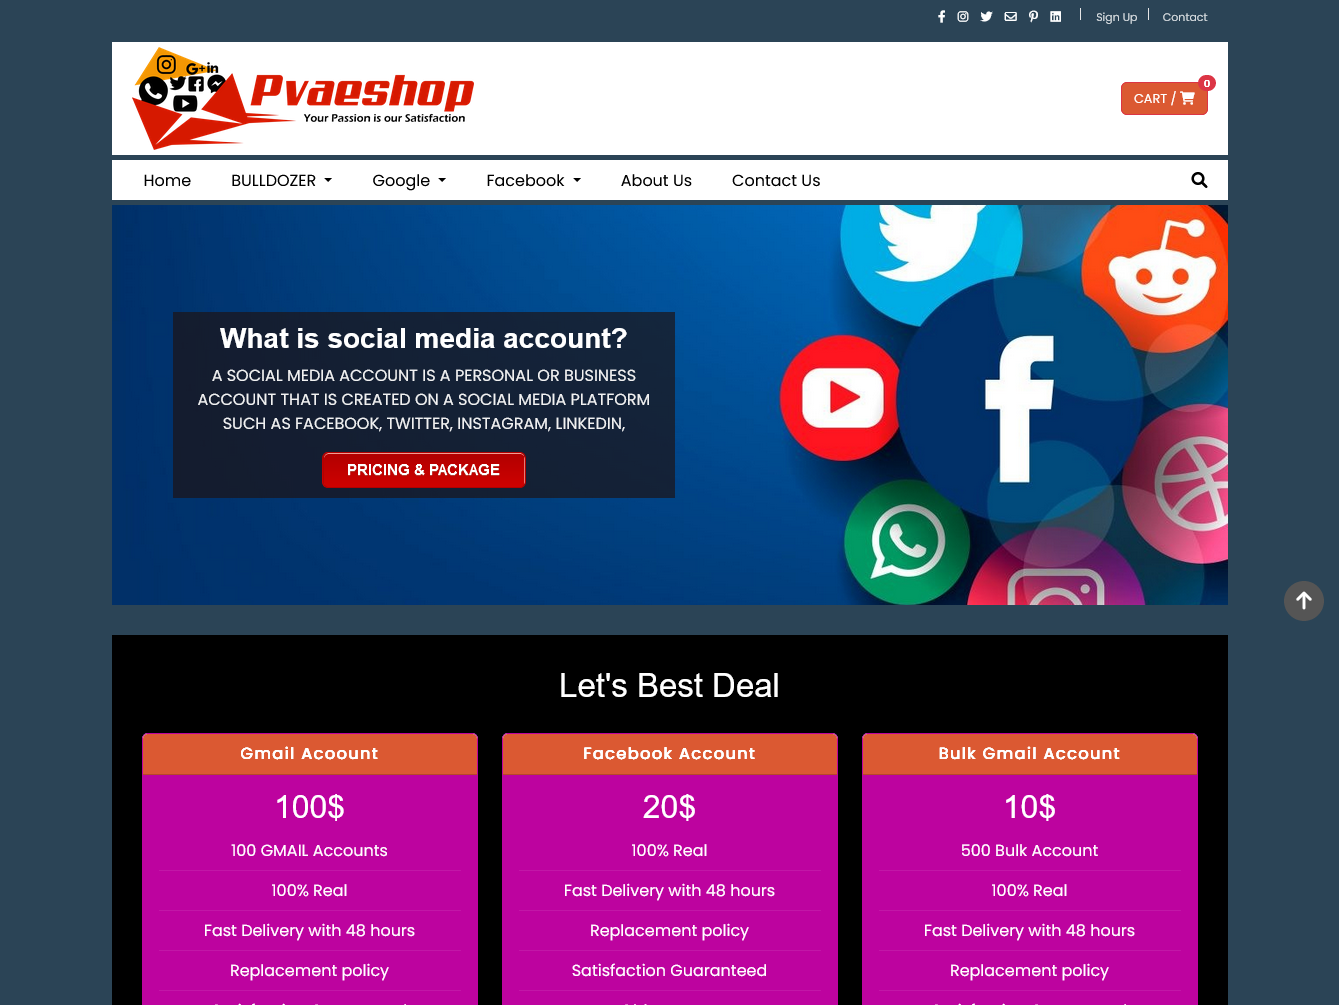 Sign Up
Contact
G+
in
Pvaeshop
Your Passion is our Satisfaction
CART /
0
Home
BULLDOZER
Google
Facebook
About Us
Contact Us
What is social media account?
A SOCIAL MEDIA ACCOUNT IS A PERSONAL OR BUSINESS
ACCOUNT THAT IS CREATED ON A SOCIAL MEDIA PLATFORM
SUCH AS FACEBOOK, TWITTER, INSTAGRAM, LINKEDIN,
PRICING & PACKAGE
Let's Best Deal
Gmail Acoount
100$
100 GMAIL Accounts
100% Real
Fast Delivery with 48 hours
Replacement policy
Facebook Account
20$
100% Real
Fast Delivery with 48 hours
Replacement policy
Satisfaction Guaranteed
Bulk Gmail Account
10$
500 Bulk Account
100% Real
Fast Delivery with 48 hours
Replacement policy